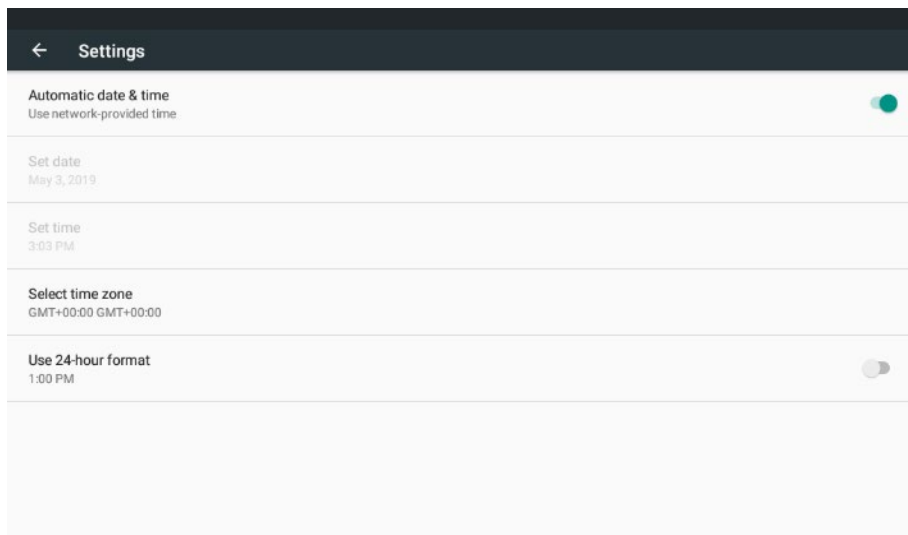 Settings
Automatic date & time
Use network-provided time
Set date
May 3, 2019
Set time
3:03 PM
Select time zone
GMT+00:00 GMT+00:00
Use 24-hour format
1:00 PM